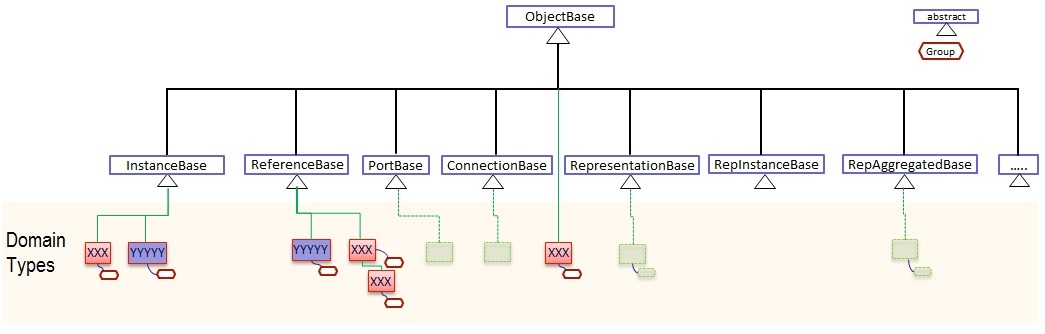 ObjectBase
abstract
Group
InstanceBase
ReferenceBase
PortBase
ConnectionBase
RepresentationBase
RepInstanceBase
RepAggregatedBase
.....
Domain
Types
XXX
YYYYY
YYYYY
XXX
XXX
XXX